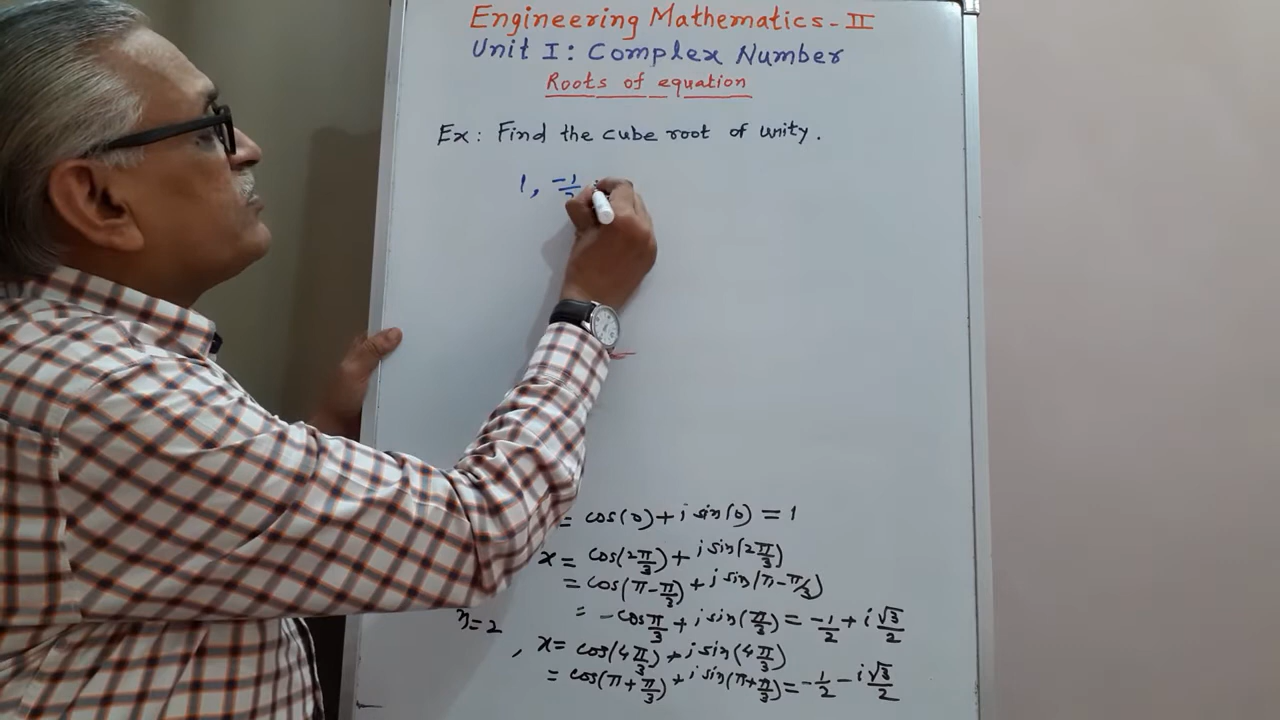 Engineering Mathematics - II
Unit I : Complex Number
Roots of equation
Ex: Find the cube root of unity.
1, -1/2
= cos(0) + i sin(0) = 1
x = cos(2π/3) + i sin(2π/3)
= cos(π - π/3) + i sin(π - π/3)
= -cos π/3 + i sin(π/3) = -1/2 + i √3/2
n=2
, x = cos(4π/3) + i sin(4π/3)
= cos(π + π/3) + i sin(π + π/3) = -1/2 - i√3/2